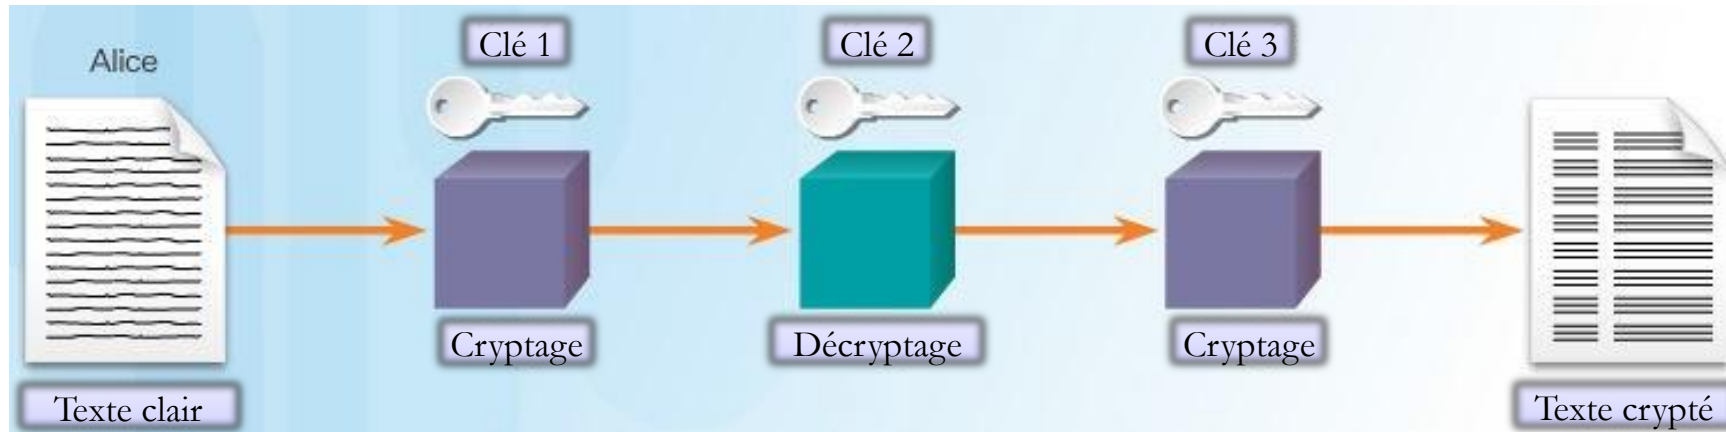 Alice
Clé 1
Clé 2
Clé 3
Cryptage
Décryptage
Cryptage
Texte clair
Texte crypté